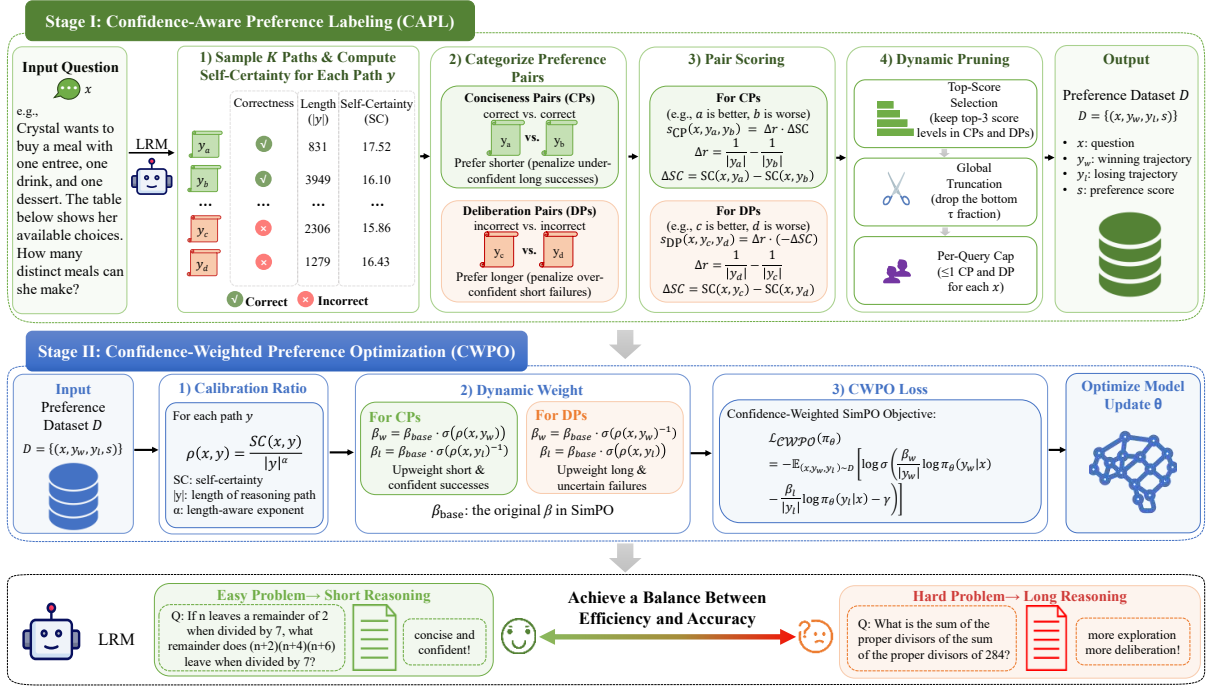 Stage I: Confidence-Aware Preference Labeling (CAPL)
Input Question
x
e.g.,
Crystal wants to
buy a meal with
one entree, one
drink, and one
dessert. The table
below shows her
available choices.
How many
distinct meals can
she make?
LRM
1) Sample K Paths & Compute
Self-Certainty for Each Path y
Correctness
Length
(|y|)
Self-Certainty
(SC)
y_a √ 831 17.52
y_b √ 3949 16.10
... ... ... ...
y_c × 2306 15.86
y_d × 1279 16.43
√ Correct × Incorrect
2) Categorize Preference
Pairs
Conciseness Pairs (CPs)
correct vs. correct
y_a vs. y_b
Prefer shorter (penalize under-
confident long successes)
Deliberation Pairs (DPs)
incorrect vs. incorrect
y_c vs. y_d
Prefer longer (penalize over-
confident short failures)
3) Pair Scoring
For CPs
(e.g., a is better, b is worse)
s_CP(x, y_a, y_b) = Δr · ΔSC
Δr = 1/|y_a| − 1/|y_b|
ΔSC = SC(x, y_a) − SC(x, y_b)
For DPs
(e.g., c is better, d is worse)
s_DP(x, y_c, y_d) = Δr · (−ΔSC)
Δr = 1/|y_d| − 1/|y_c|
ΔSC = SC(x, y_c) − SC(x, y_d)
4) Dynamic Pruning
Top-Score
Selection
(keep top-3 score
levels in CPs and DPs)
Global
Truncation
(drop the bottom
τ fraction)
Per-Query Cap
(≤1 CP and DP
for each x)
Output
Preference Dataset D
D = {(x, y_w, y_l, s)}
• x: question
• y_w: winning trajectory
• y_l: losing trajectory
• s: preference score
Stage II: Confidence-Weighted Preference Optimization (CWPO)
Input
Preference
Dataset D
D = {(x, y_w, y_l, s)}
1) Calibration Ratio
For each path y
ρ(x, y) = SC(x, y)/|y|^α
SC: self-certainty
|y|: length of reasoning path
α: length-aware exponent
2) Dynamic Weight
For CPs
β_w = β_base · σ(ρ(x, y_w))
β_l = β_base · σ(ρ(x, y_l)^−1)
Upweight short &
confident successes
For DPs
β_w = β_base · σ(ρ(x, y_w)^−1)
β_l = β_base · σ(ρ(x, y_l))
Upweight long &
uncertain failures
β_base: the original β in SimPO
3) CWPO Loss
Confidence-Weighted SimPO Objective:
ℒ_CWPO(π_θ)
= −𝔼_(x,y_w,y_l)~D [log σ(β_w/|y_w| log π_θ(y_w|x)
− β_l/|y_l| log π_θ(y_l|x) − γ)]
Optimize Model
Update θ
LRM
Easy Problem→ Short Reasoning
Q: If n leaves a remainder of 2
when divided by 7, what
remainder does (n+2)(n+4)(n+6)
leave when divided by 7?
concise and
confident!
Achieve a Balance Between
Efficiency and Accuracy
Hard Problem→ Long Reasoning
Q: What is the sum of the
proper divisors of the sum
of the proper divisors of 284?
more exploration
more deliberation!